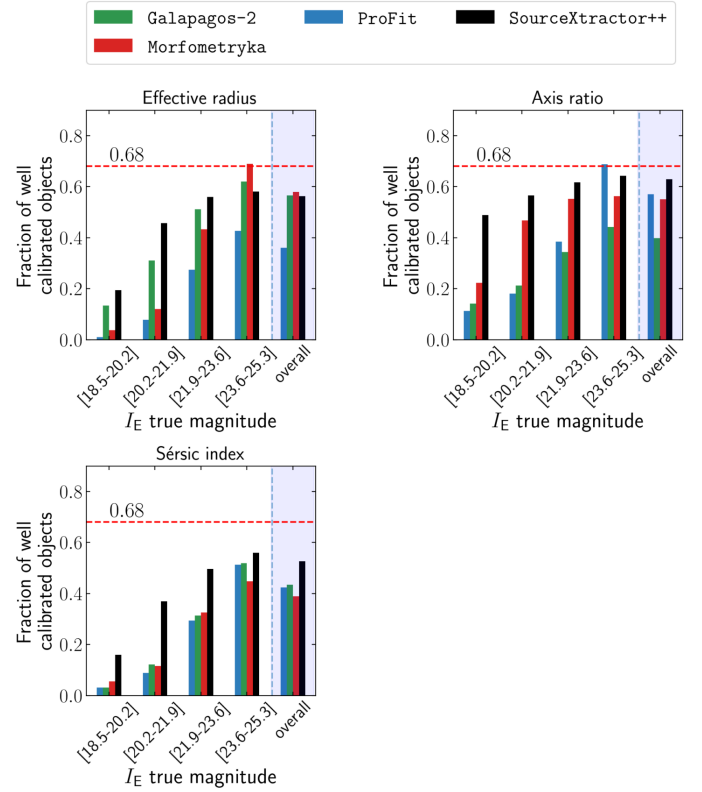 Galapagos-2
ProFit
SourceXtractor++
Morfometryka
Effective radius
Fraction of well
calibrated objects
0.8
0.6
0.4
0.2
0.0
0.68
[18.5-20.2]
[20.2-21.9]
[21.9-23.6]
[23.6-25.3]
overall
I_E true magnitude
Axis ratio
Fraction of well
calibrated objects
0.8
0.6
0.4
0.2
0.0
0.68
[18.5-20.2]
[20.2-21.9]
[21.9-23.6]
[23.6-25.3]
overall
I_E true magnitude
Sérsic index
Fraction of well
calibrated objects
0.8
0.6
0.4
0.2
0.0
0.68
[18.5-20.2]
[20.2-21.9]
[21.9-23.6]
[23.6-25.3]
overall
I_E true magnitude